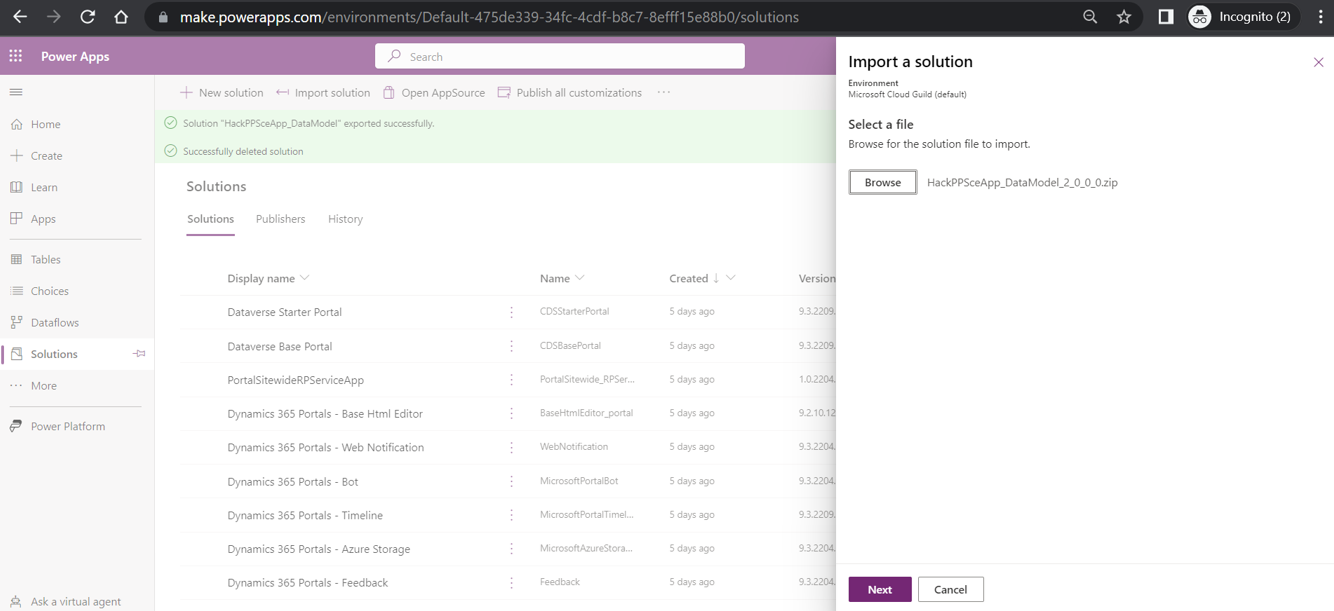 make.powerapps.com/environments/Default-475de339-34fc-4cdf-b8c7-8efff15e88b0/solutions
Incognito (2)
Power Apps
Search
New solution
Import solution
Open AppSource
Publish all customizations
Solution "HackPPSceApp_DataModel" exported successfully.
Successfully deleted solution
Home
Create
Learn
Apps
Tables
Choices
Dataflows
Solutions
More
Power Platform
Ask a virtual agent
Solutions
Solutions Publishers History
Display name Name Created Version
Dataverse Starter Portal CDSStarterPortal 5 days ago 9.3.2209.
Dataverse Base Portal CDSBasePortal 5 days ago 9.3.2209.
PortalSitewideRPServiceApp PortalSitewide_RPSer... 5 days ago 1.0.2204.
Dynamics 365 Portals - Base Html Editor BaseHtmlEditor_portal 5 days ago 9.2.10.12
Dynamics 365 Portals - Web Notification WebNotification 5 days ago 9.3.2204.
Dynamics 365 Portals - Bot MicrosoftPortalBot 5 days ago 9.3.2204.
Dynamics 365 Portals - Timeline MicrosoftPortalTimel... 5 days ago 9.3.2209.
Dynamics 365 Portals - Azure Storage MicrosoftAzureStora... 5 days ago 9.3.2204.
Dynamics 365 Portals - Feedback Feedback 5 days ago 9.3.2204.
Import a solution
Environment
Microsoft Cloud Guild (default)
Select a file
Browse for the solution file to import.
Browse HackPPSceApp_DataModel_2_0_0_0.zip
Next Cancel